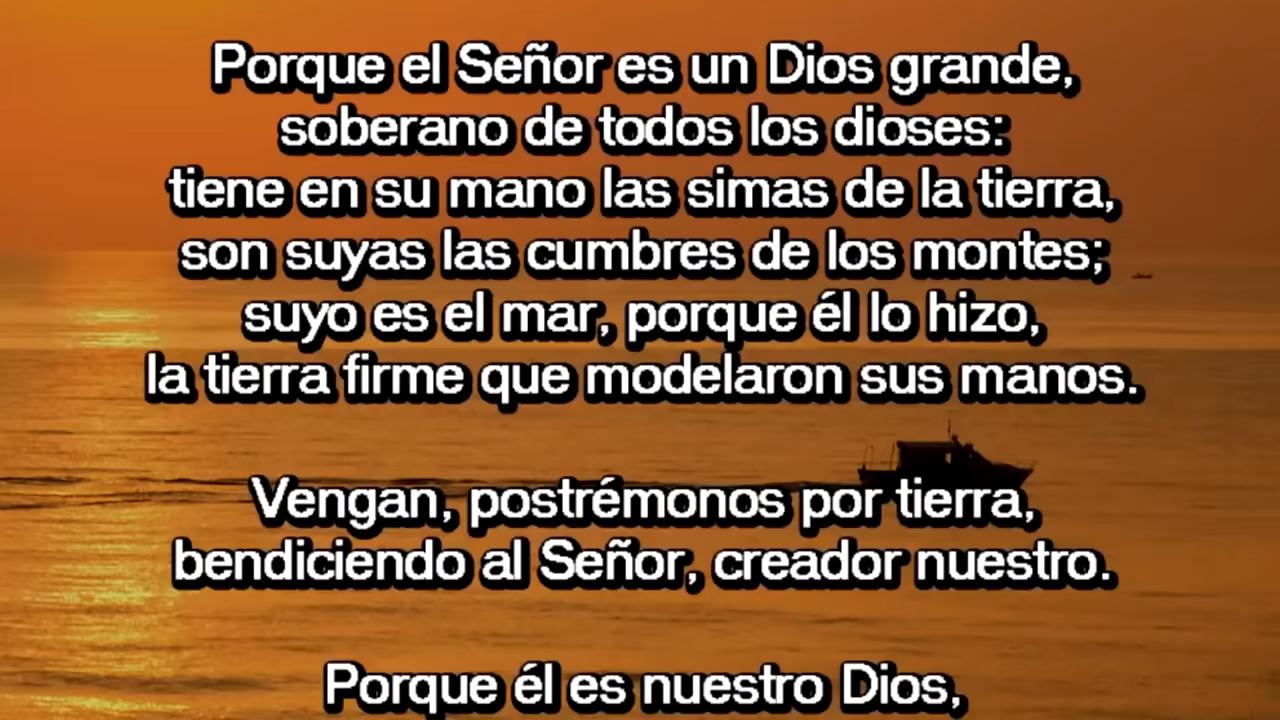 Porque el Señor es un Dios grande,
soberano de todos los dioses:
tiene en su mano las simas de la tierra,
son suyas las cumbres de los montes;
suyo es el mar, porque él lo hizo,
la tierra firme que modelaron sus manos.
Vengan, postrémonos por tierra,
bendiciendo al Señor, creador nuestro.
Porque él es nuestro Dios,